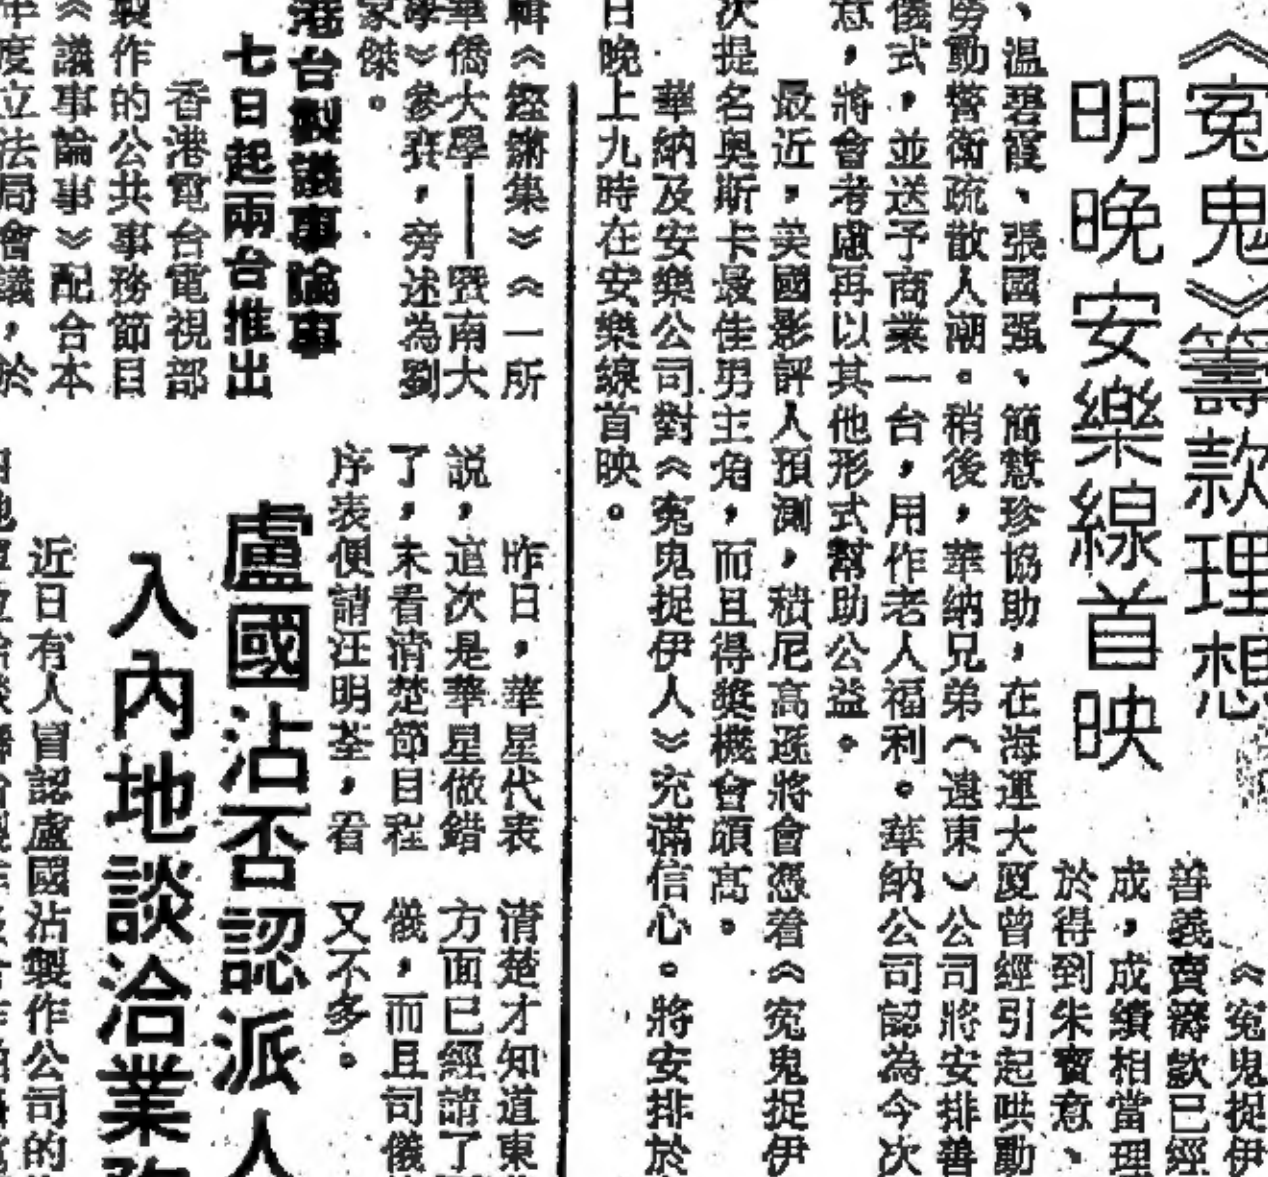 《寃鬼》籌款理想
明晚安樂線首映
《寃鬼捉伊
善義賣籌款已經
成，成績相當理
於得到朱寶意、
、温碧霞、張國强、簡慧珍協助，在海運大厦曾經引起哄動
勞動警衛疏散人潮。稍後，華納兄弟（遠東）公司將安排善
儀式，並送予商業一台，用作老人福利。華納公司認為今次
意，將會考慮再以其他形式幫助公益。
最近，美國影評人預測，積尼高遜將會憑着《寃鬼捉伊
次提名奥斯卡最佳男主角，而且得獎機會頗高。
華納及安樂公司對《寃鬼捉伊人》充滿信心。將安排於
日晚上九時在安樂線首映。
輯《經緯集》《一所
華僑大學——暨南大
學》參賽，旁述為劉
家傑。
港台製議事論事
七日起兩台推出
香港電台電視部
製作的公共事務節目
《議事論事》配合本
年度立法局會議，於
昨日，華星代表
説，這次是華星做錯
了，未看清楚節目程
序表便請汪明荃，看
清楚才知道東
方面已經請了
儀，而且司儀
又不多。
盧國沾否認派人
入內地談洽業務
近日有人冒認盧國沾製作公司的